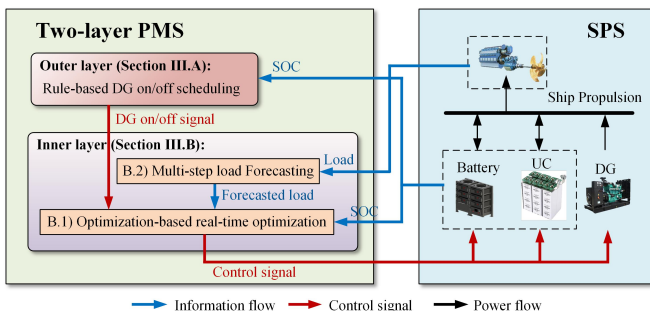 Two-layer PMS
SPS
Outer layer (Section III.A):
Rule-based DG on/off scheduling
SOC
DG on/off signal
Ship Propulsion
Inner layer (Section III.B):
B.2) Multi-step load Forecasting
Load
Forecasted load
B.1) Optimization-based real-time optimization
SOC
Battery
UC
DG
Control signal
Information flow
Control signal
Power flow